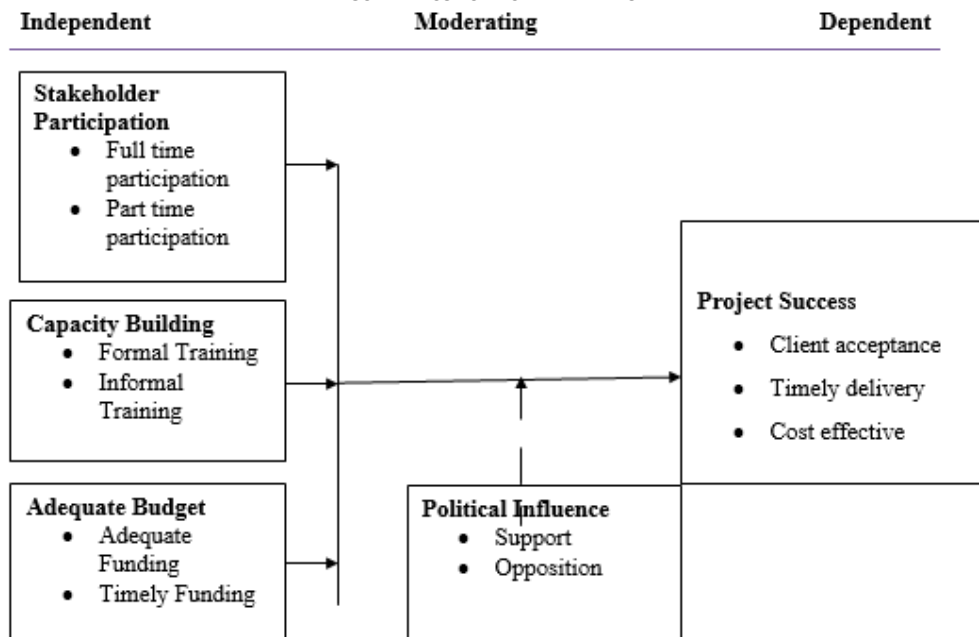 Independent Moderating Dependent
Stakeholder
Participation
● Full time
participation
● Part time
participation
Capacity Building
● Formal Training
● Informal
Training
Adequate Budget
● Adequate
Funding
● Timely Funding
Political Influence
● Support
● Opposition
Project Success
● Client acceptance
● Timely delivery
● Cost effective